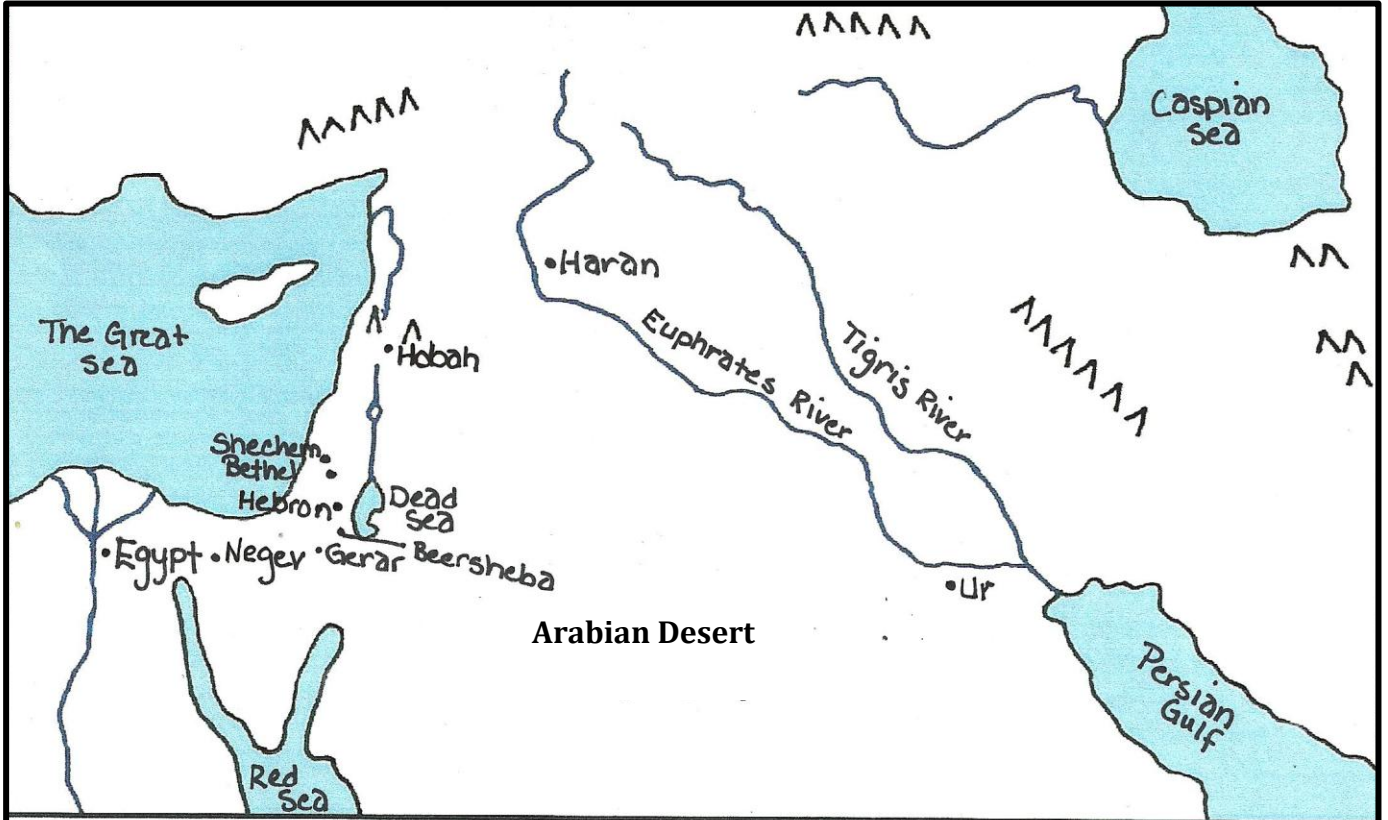 Caspian
Sea
Haran
The Great
sea
Hobah
Euphrates River
Tigris River
Shechem
Bethel
Hebron
Dead
Sea
Egypt
Negev
Gerar
Beersheba
Ur
Arabian Desert
Persian
Gulf
Red
Sea